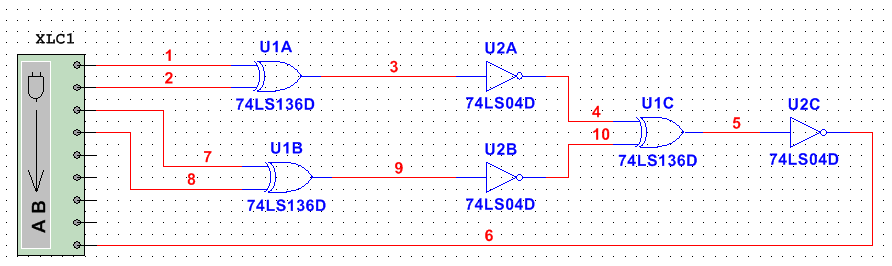 XLC1
A B
1
2
U1A
74LS136D
3
U2A
74LS04D
4
10
U1C
74LS136D
5
U2C
74LS04D
7
8
U1B
74LS136D
9
U2B
74LS04D
6